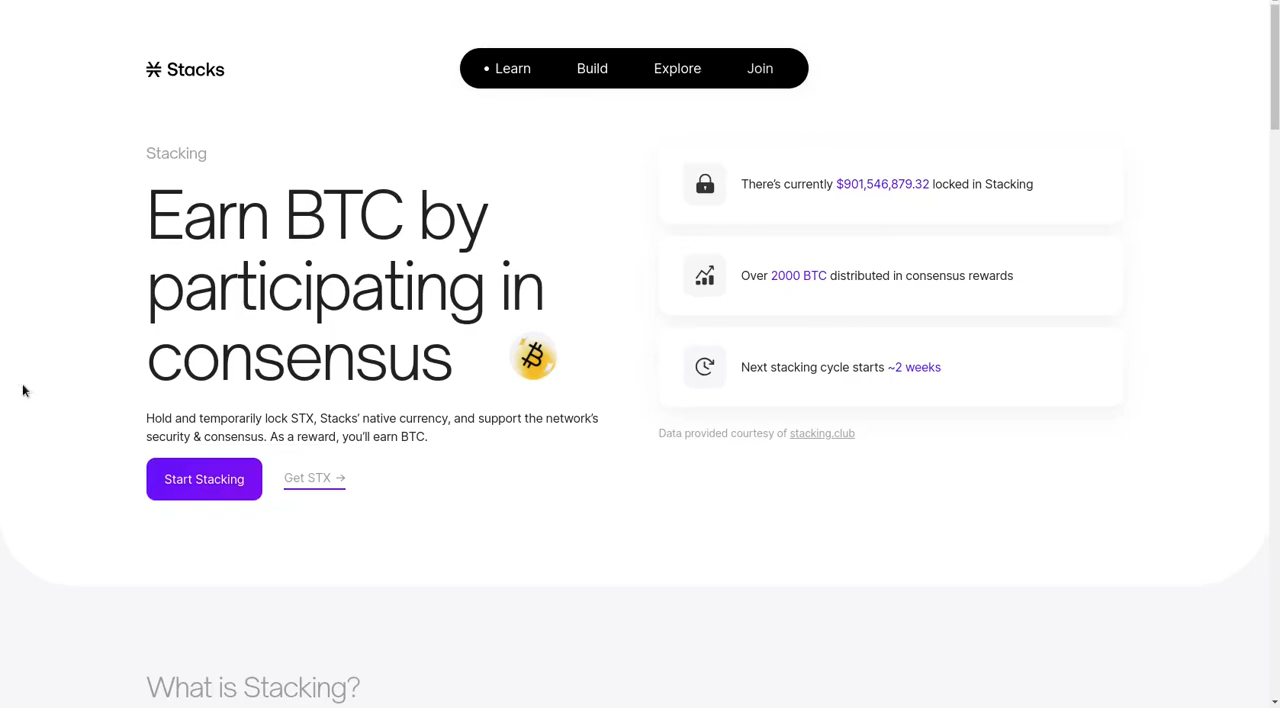 Stacks
Learn
Build
Explore
Join
Stacking
Earn BTC by
participating in
consensus
Hold and temporarily lock STX, Stacks’ native currency, and support the network’s
security & consensus. As a reward, you’ll earn BTC.
Start Stacking
Get STX →
There’s currently $901,546,879.32 locked in Stacking
Over 2000 BTC distributed in consensus rewards
Next stacking cycle starts ~2 weeks
Data provided courtesy of stacking.club
What is Stacking?